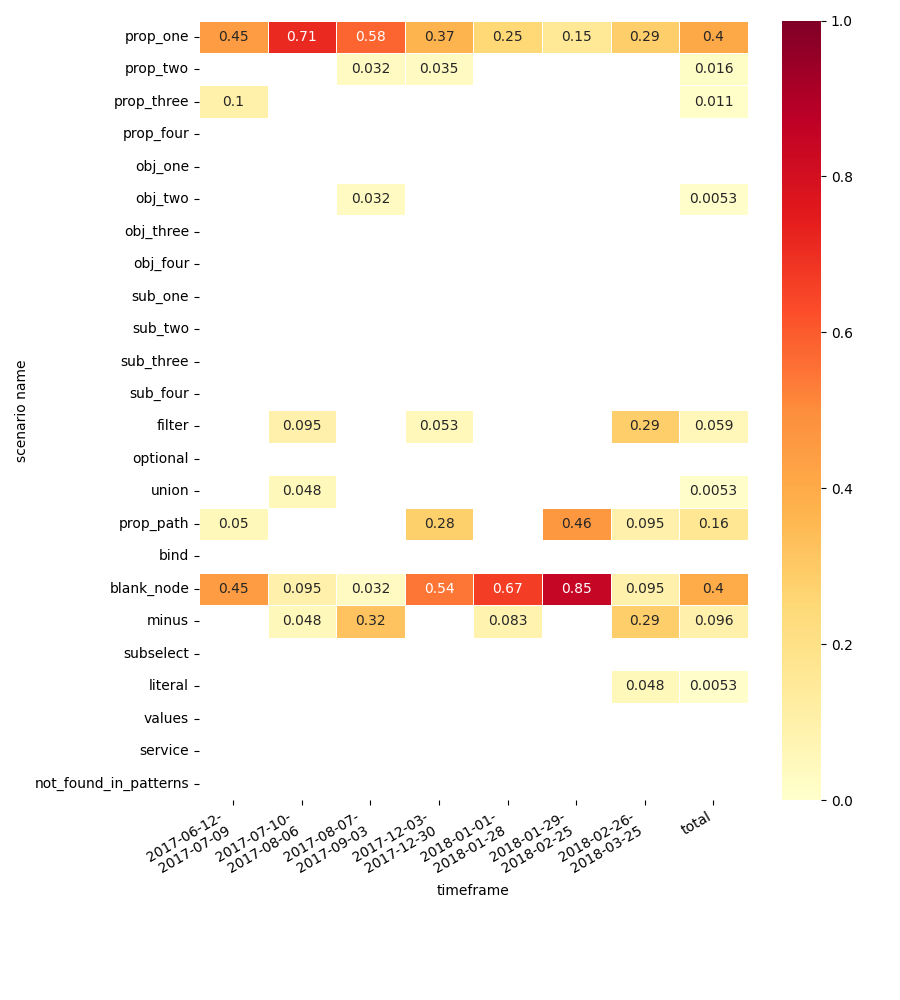 prop_one 0.45 0.71 0.58 0.37 0.25 0.15 0.29 0.4
prop_two 0.032 0.035 0.016
prop_three 0.1 0.011
prop_four
obj_one
obj_two 0.032 0.0053
obj_three
obj_four
sub_one
sub_two
sub_three
sub_four
filter 0.095 0.053 0.29 0.059
optional
union 0.048 0.0053
prop_path 0.05 0.28 0.46 0.095 0.16
bind
blank_node 0.45 0.095 0.032 0.54 0.67 0.85 0.095 0.4
minus 0.048 0.32 0.083 0.29 0.096
subselect
literal 0.048 0.0053
values
service
not_found_in_patterns
scenario name
2017-06-12-
2017-07-09
2017-07-10-
2017-08-06
2017-08-07-
2017-09-03
2017-12-03-
2017-12-30
2018-01-01-
2018-01-28
2018-01-29-
2018-02-25
2018-02-26-
2018-03-25
total
timeframe
1.0
0.8
0.6
0.4
0.2
0.0